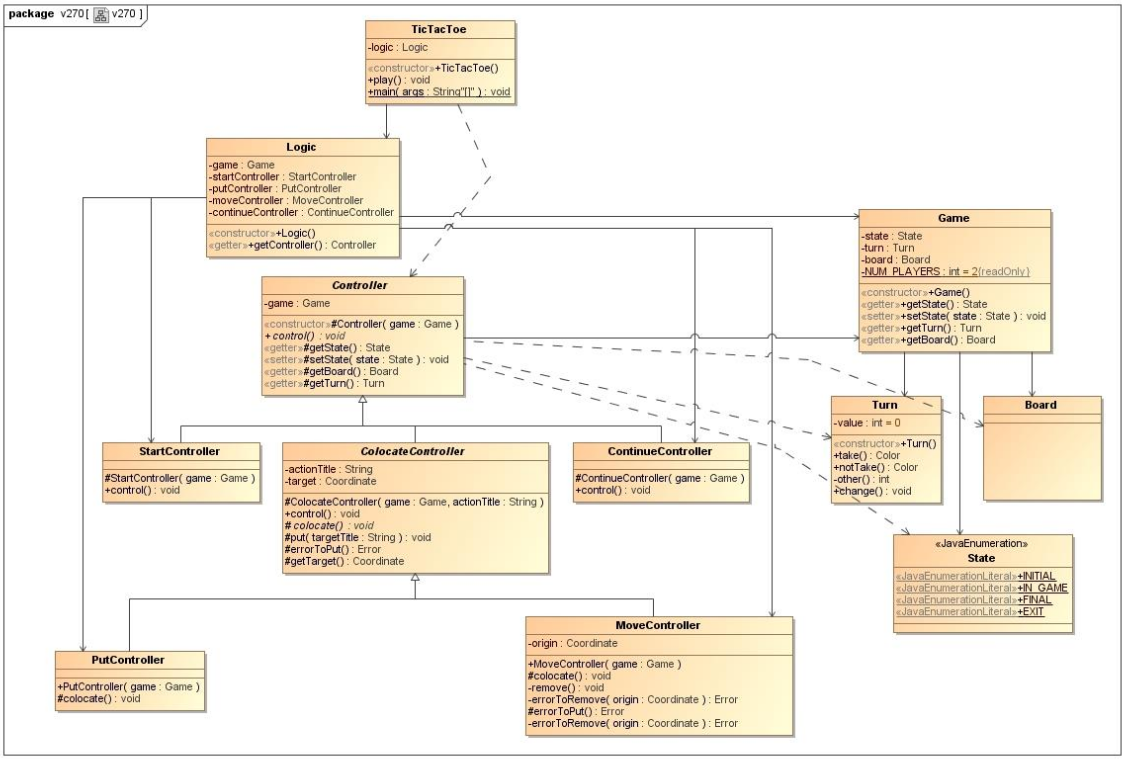 package v270[ v270 ]
TicTacToe
-logic : Logic
«constructor»+TicTacToe()
+play() : void
+main( args : String"[]" ) : void
Logic
-game : Game
-startController : StartController
-putController : PutController
-moveController : MoveController
-continueController : ContinueController
«constructor»+Logic()
«getter»+getController() : Controller
Game
-state : State
-turn : Turn
-board : Board
-NUM_PLAYERS : int = 2{readOnly}
«constructor»+Game()
«getter»+getState() : State
«setter»+setState( state : State ) : void
«getter»+getTurn() : Turn
«getter»+getBoard() : Board
Controller
-game : Game
«constructor»#Controller( game : Game )
+control() : void
«getter»#getState() : State
«setter»#setState( state : State ) : void
«getter»#getBoard() : Board
«getter»#getTurn() : Turn
Turn
-value : int = 0
«constructor»+Turn()
+take() : Color
+notTake() : Color
-other() : int
+change() : void
Board
StartController
#StartController( game : Game )
+control() : void
ColocateController
-actionTitle : String
-target : Coordinate
#ColocateController( game : Game, actionTitle : String )
+control() : void
# colocate() : void
#put( targetTitle : String ) : void
#errorToPut() : Error
#getTarget() : Coordinate
ContinueController
#ContinueController( game : Game )
+control() : void
«JavaEnumeration»
State
«JavaEnumerationLiteral»+INITIAL
«JavaEnumerationLiteral»+IN_GAME
«JavaEnumerationLiteral»+FINAL
«JavaEnumerationLiteral»+EXIT
PutController
+PutController( game : Game )
#colocate() : void
MoveController
-origin : Coordinate
+MoveController( game : Game )
#colocate() : void
-remove() : void
-errorToRemove( origin : Coordinate ) : Error
#errorToPut() : Error
-errorToRemove( origin : Coordinate ) : Error